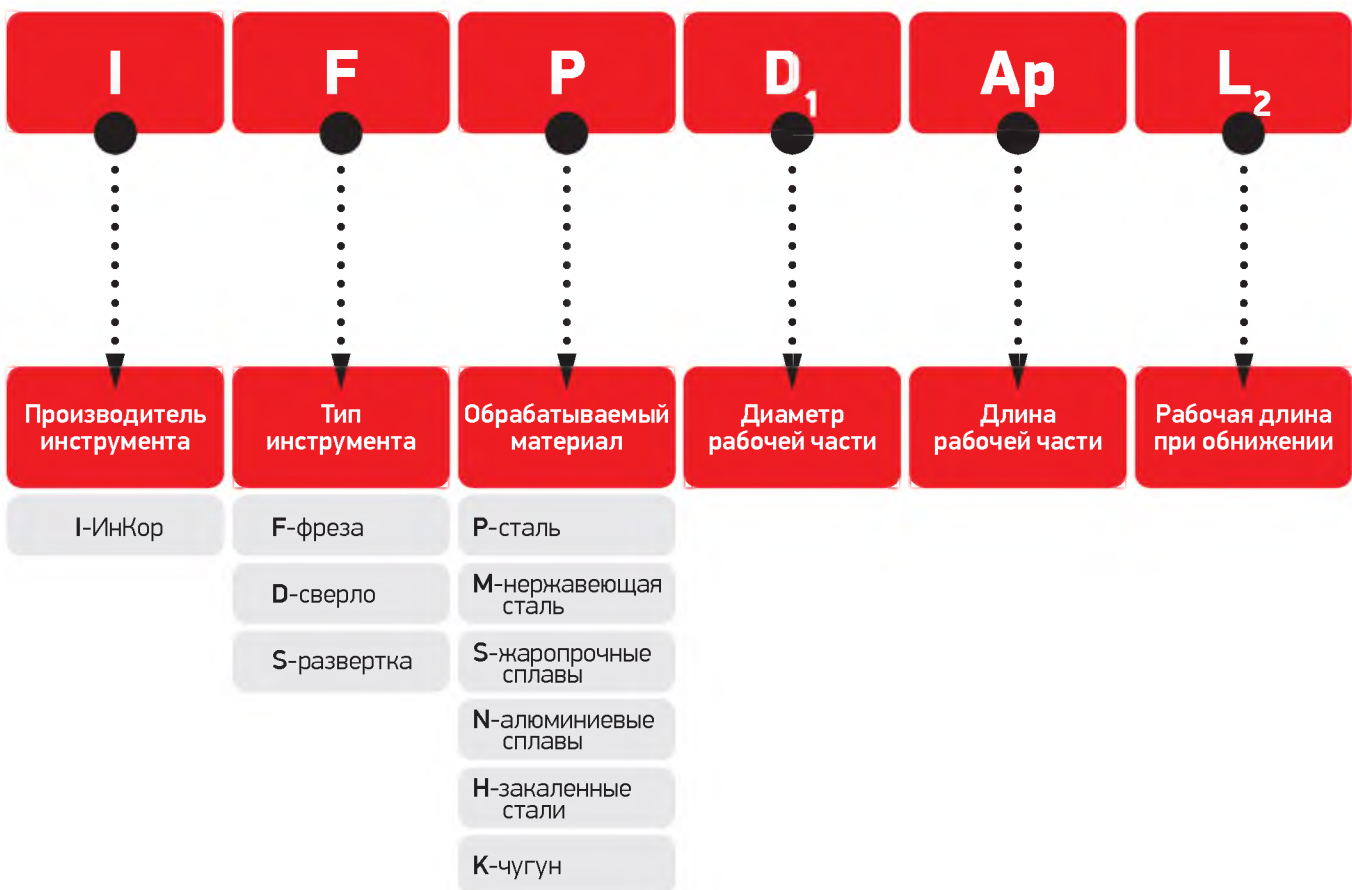 I
F
P
D₁
Ap
L₂
Производитель
инструмента
Тип
инструмента
Обрабатываемый
материал
Диаметр
рабочей части
Длина
рабочей части
Рабочая длина
при обнижении
I-ИнКор
F-фреза
D-сверло
S-развертка
P-сталь
M-нержавеющая
сталь
S-жаропрочные
сплавы
N-алюминиевые
сплавы
H-закаленные
стали
K-чугун